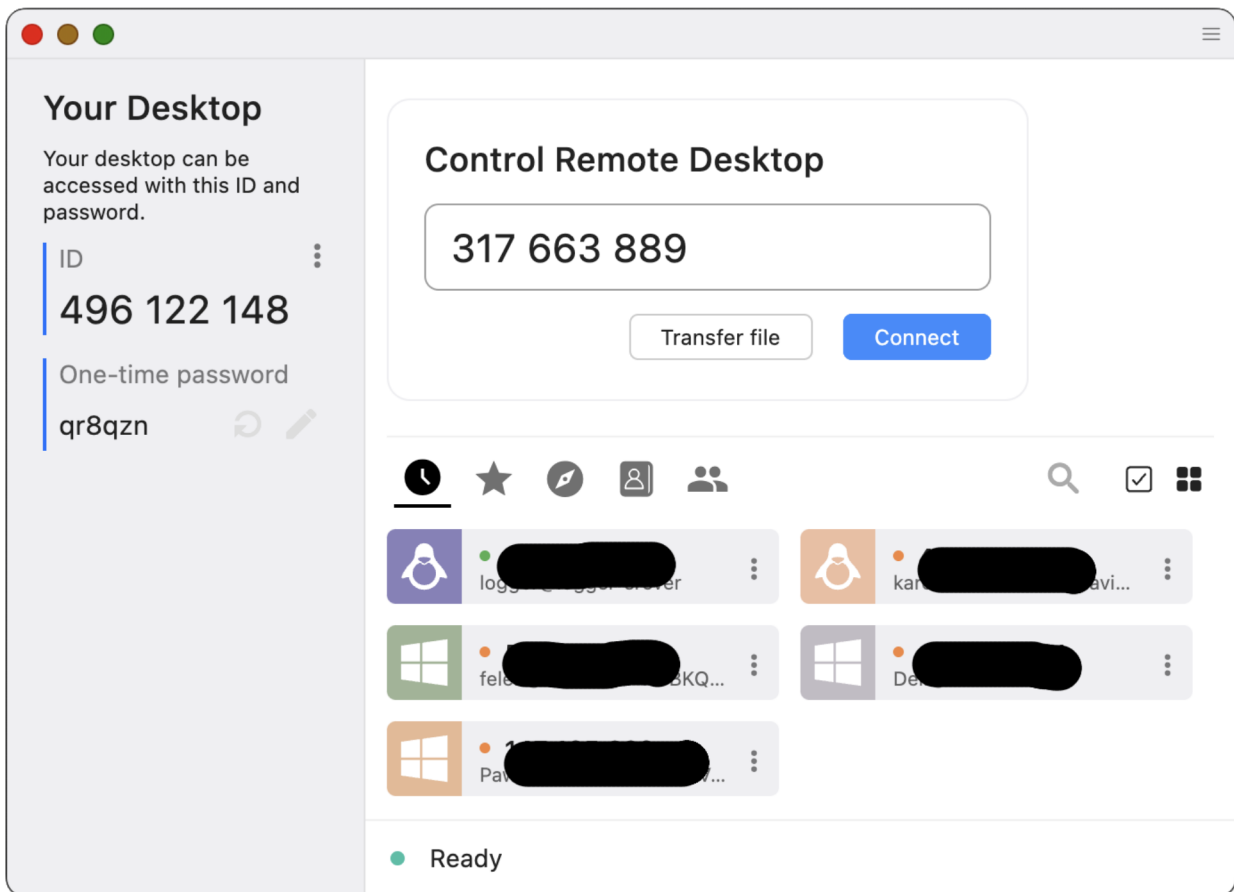 Your Desktop
Your desktop can be
accessed with this ID and
password.
ID
496 122 148
One-time password
qr8qzn
Control Remote Desktop
317 663 889
Transfer file
Connect
Ready